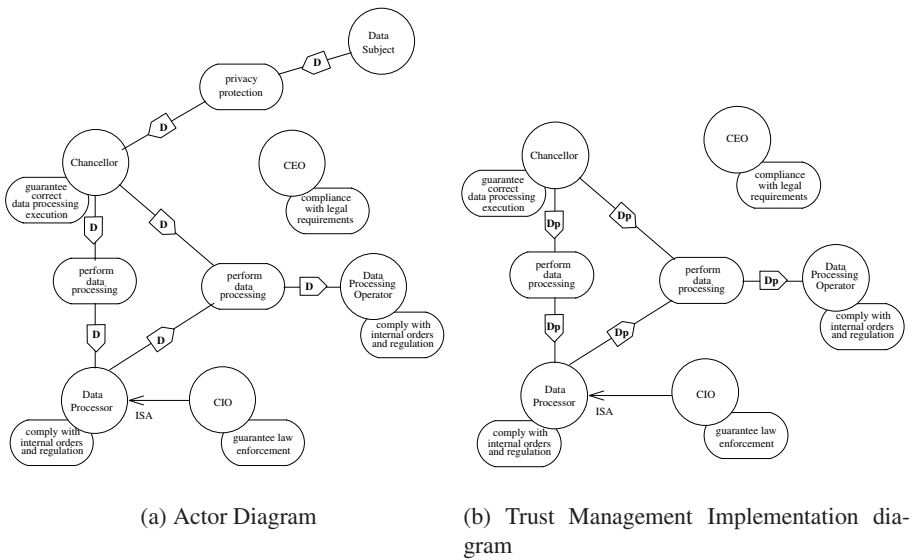 Data
Subject
D
privacy
protection
D
Chancellor
guarantee
correct
data processing
execution
CEO
compliance
with legal
requirements
D
D
perform
data
processing
perform
data
processing
D
Data
Processing
Operator
comply with
internal orders
and regulation
D
D
Data
Processor
ISA
CIO
comply with
internal orders
and regulation
guarantee law
enforcement
(a) Actor Diagram
Chancellor
guarantee
correct
data processing
execution
CEO
compliance
with legal
requirements
Dp
Dp
perform
data
processing
perform
data
processing
Dp
Data
Processing
Operator
comply with
internal orders
and regulation
Dp
Dp
Data
Processor
ISA
CIO
comply with
internal orders
and regulation
guarantee law
enforcement
(b) Trust Management Implementation dia-
gram